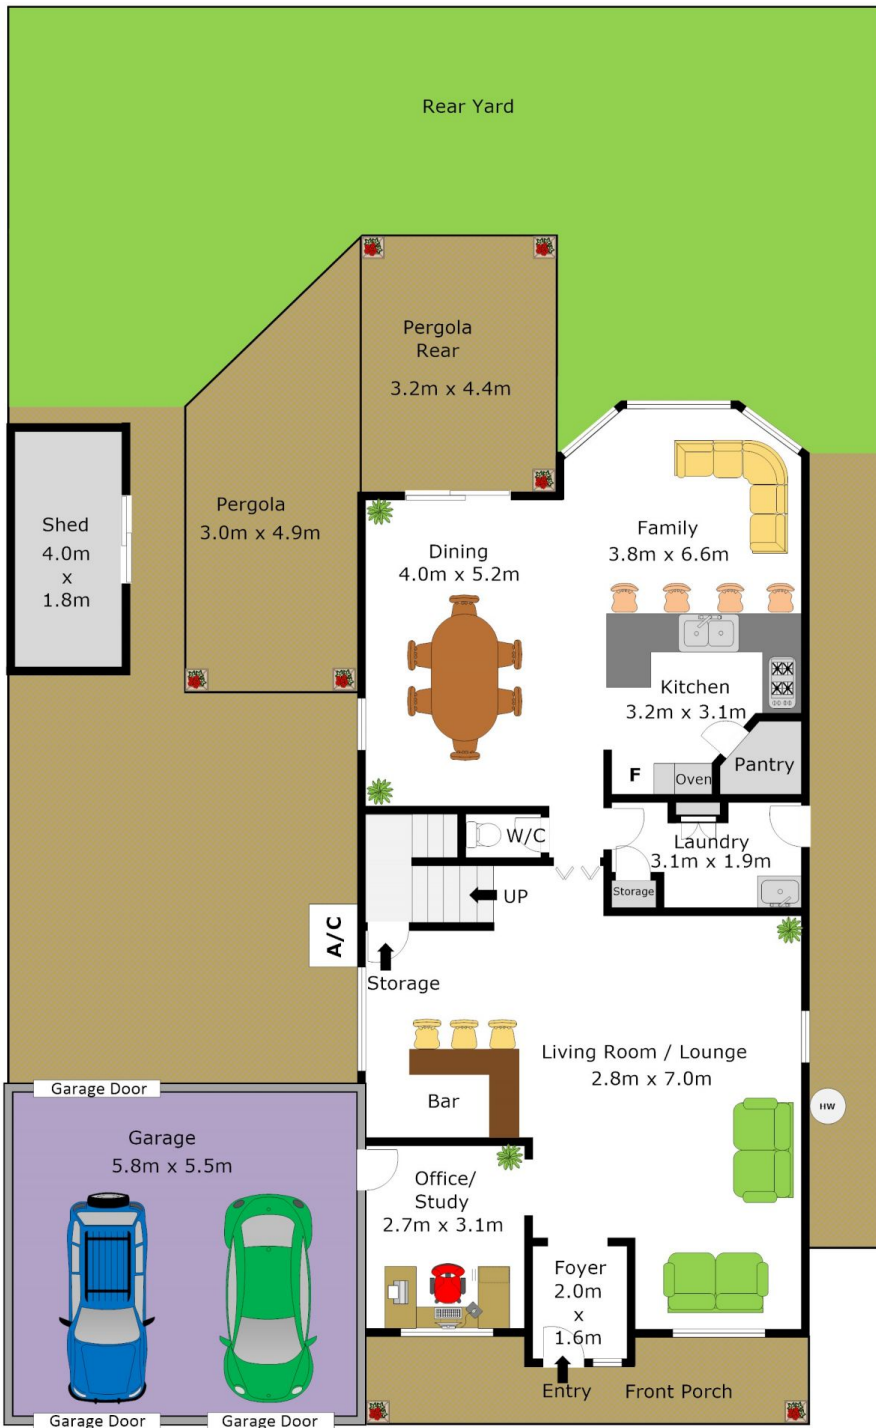 Rear Yard
Pergola
Rear
3.2m x 4.4m
Shed
4.0m
x
1.8m
Pergola
3.0m x 4.9m
Dining
4.0m x 5.2m
Family
3.8m x 6.6m
Kitchen
3.2m x 3.1m
F
Oven
Pantry
W/C
Laundry
3.1m x 1.9m
Storage
UP
A/C
Storage
Living Room / Lounge
2.8m x 7.0m
Bar
HW
Garage Door
Garage
5.8m x 5.5m
Office/
Study
2.7m x 3.1m
Foyer
2.0m
x
1.6m
Entry
Front Porch
Garage Door
Garage Door